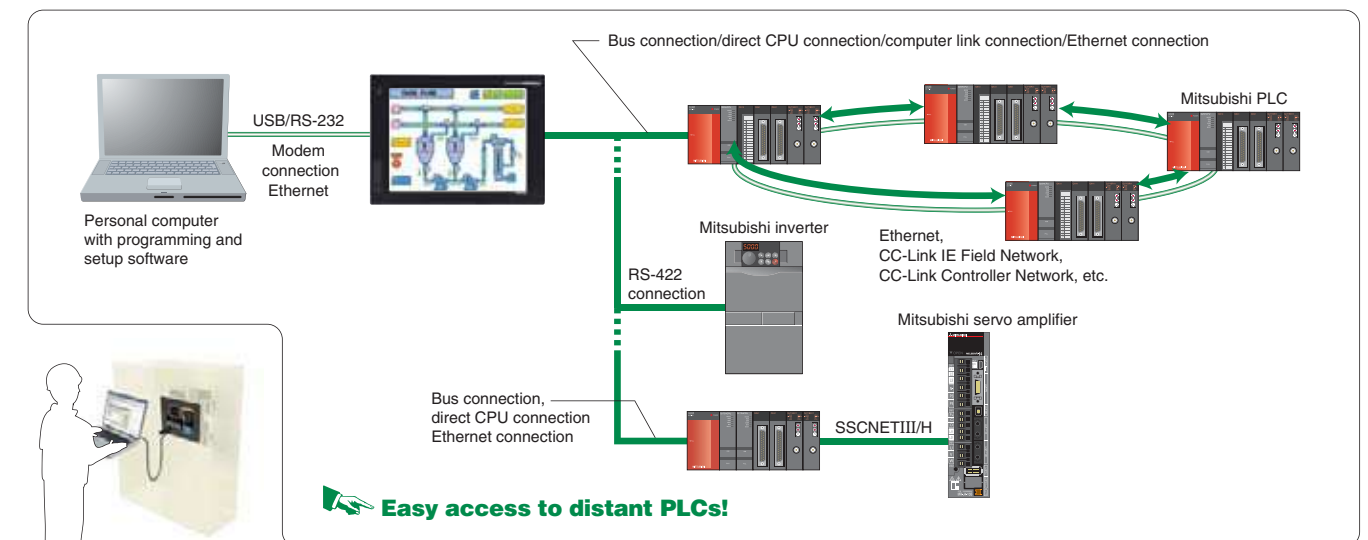 Bus connection/direct CPU connection/computer link connection/Ethernet connection
Mitsubishi PLC
USB/RS-232
Modem
connection
Ethernet
Personal computer
with programming and
setup software
Mitsubishi inverter
Ethernet,
CC-Link IE Field Network,
CC-Link Controller Network, etc.
RS-422
connection
Mitsubishi servo amplifier
Bus connection,
direct CPU connection
Ethernet connection
SSCNETIII/H
Easy access to distant PLCs!